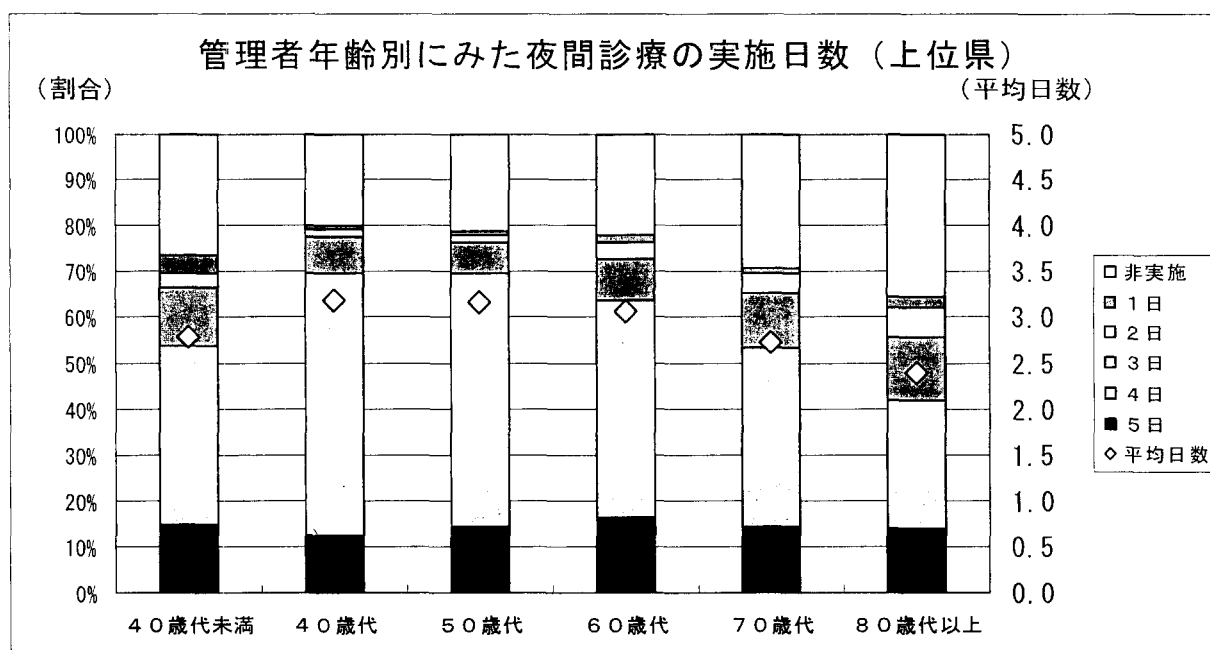 管理者年齢別にみた夜間診療の実施日数（上位県）
（割合）
（平均日数）
100%
90%
80%
70%
60%
50%
40%
30%
20%
10%
0%
5.0
4.5
4.0
3.5
3.0
2.5
2.0
1.5
1.0
0.5
0.0
４０歳代未満
４０歳代
５０歳代
６０歳代
７０歳代
８０歳代以上
非実施
１日
２日
３日
４日
５日
平均日数